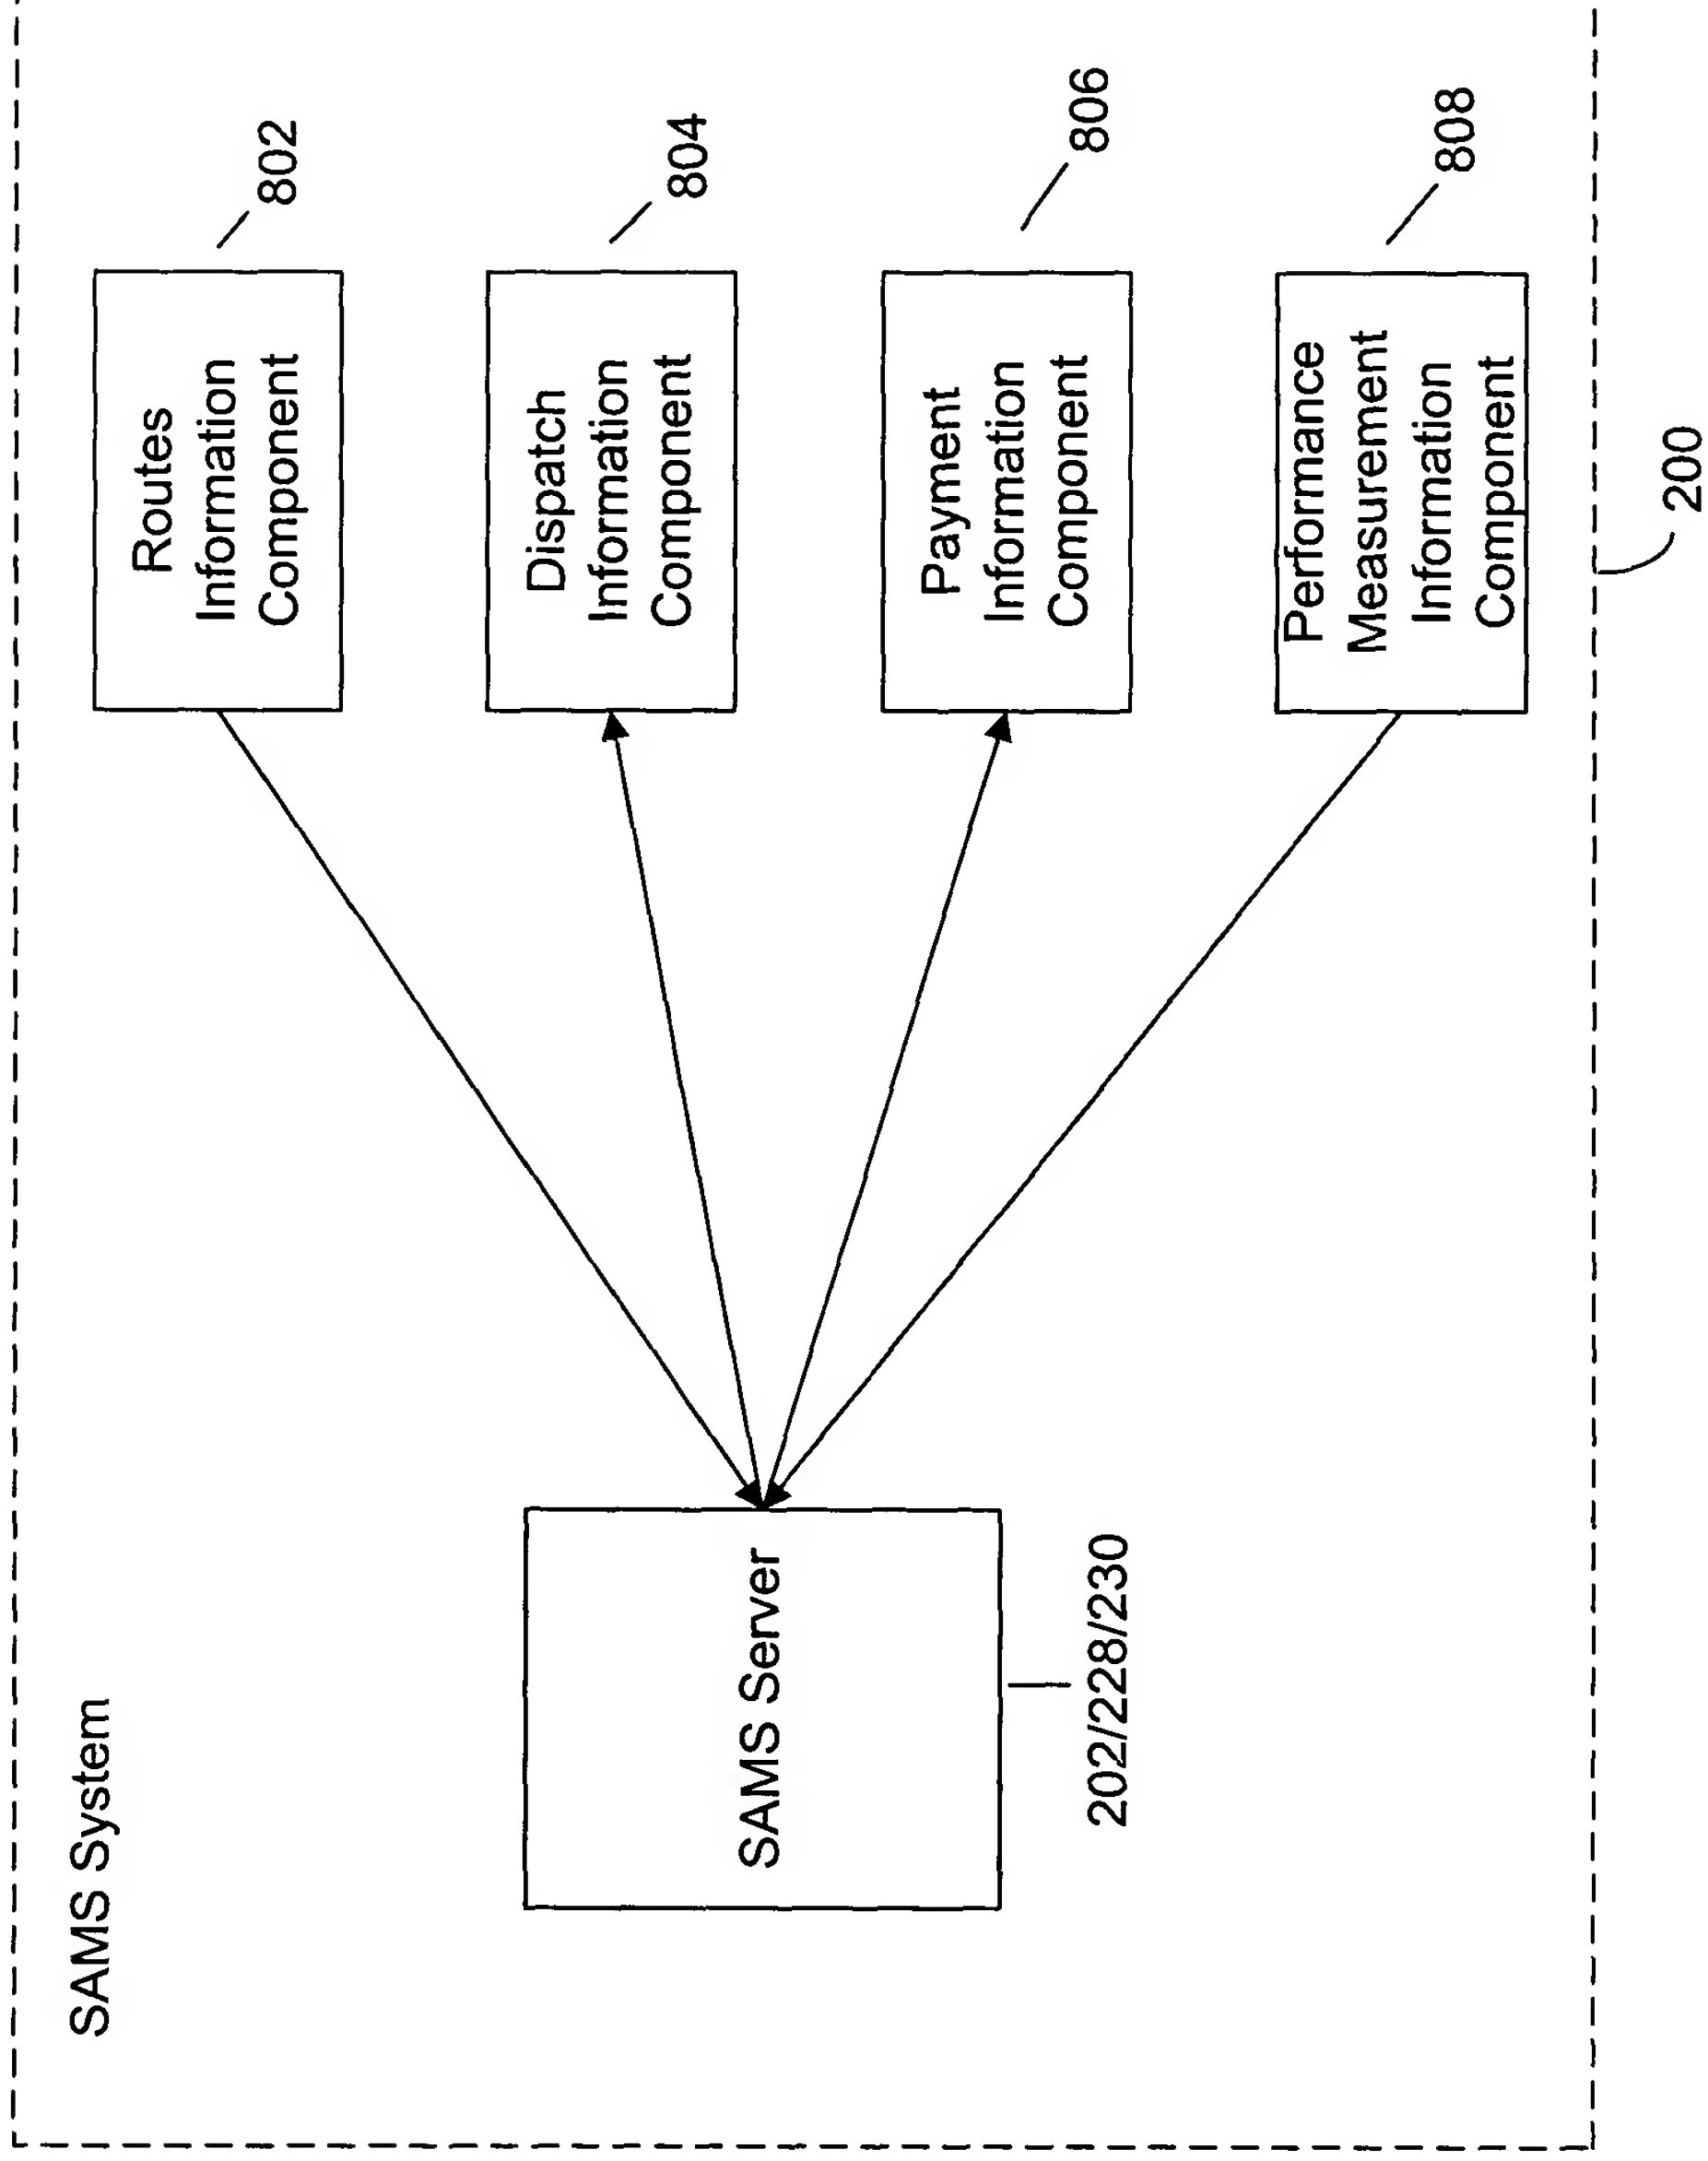 SAMS System
Routes
Information
Component
802
Dispatch
Information
Component
804
SAMS Server
202/228/230
Payment
Information
Component
806
Performance
Measurement
Information
Component
808
200